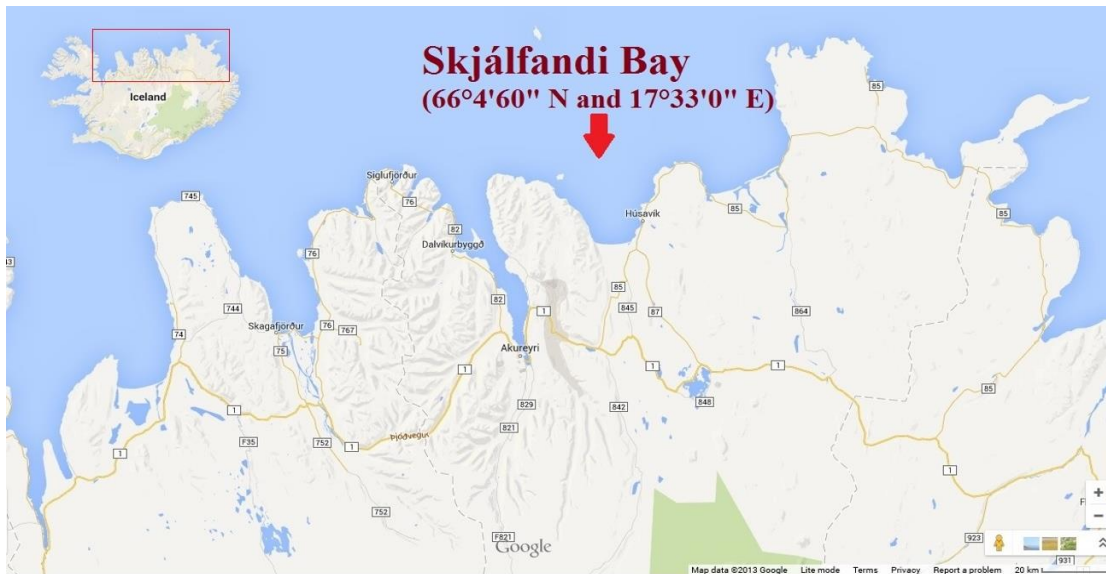 Skjálfandi Bay
(66°4'60" N and 17°33'0" E)
Iceland
85
745
Siglufjörður
76
85
85
Húsavík
82
Dalvíkurbyggð
76
43
85
82
744
845
87
864
1
Skagafjörður
76
767
74
75
Akureyri
1
1
1
85
848
829
842
1
821
Þjóðvegur
F35
752
1
1
1
752
F821
Google
923
931
+
−
Map data ©2013 Google Lite mode Terms Privacy Report a problem 20 km